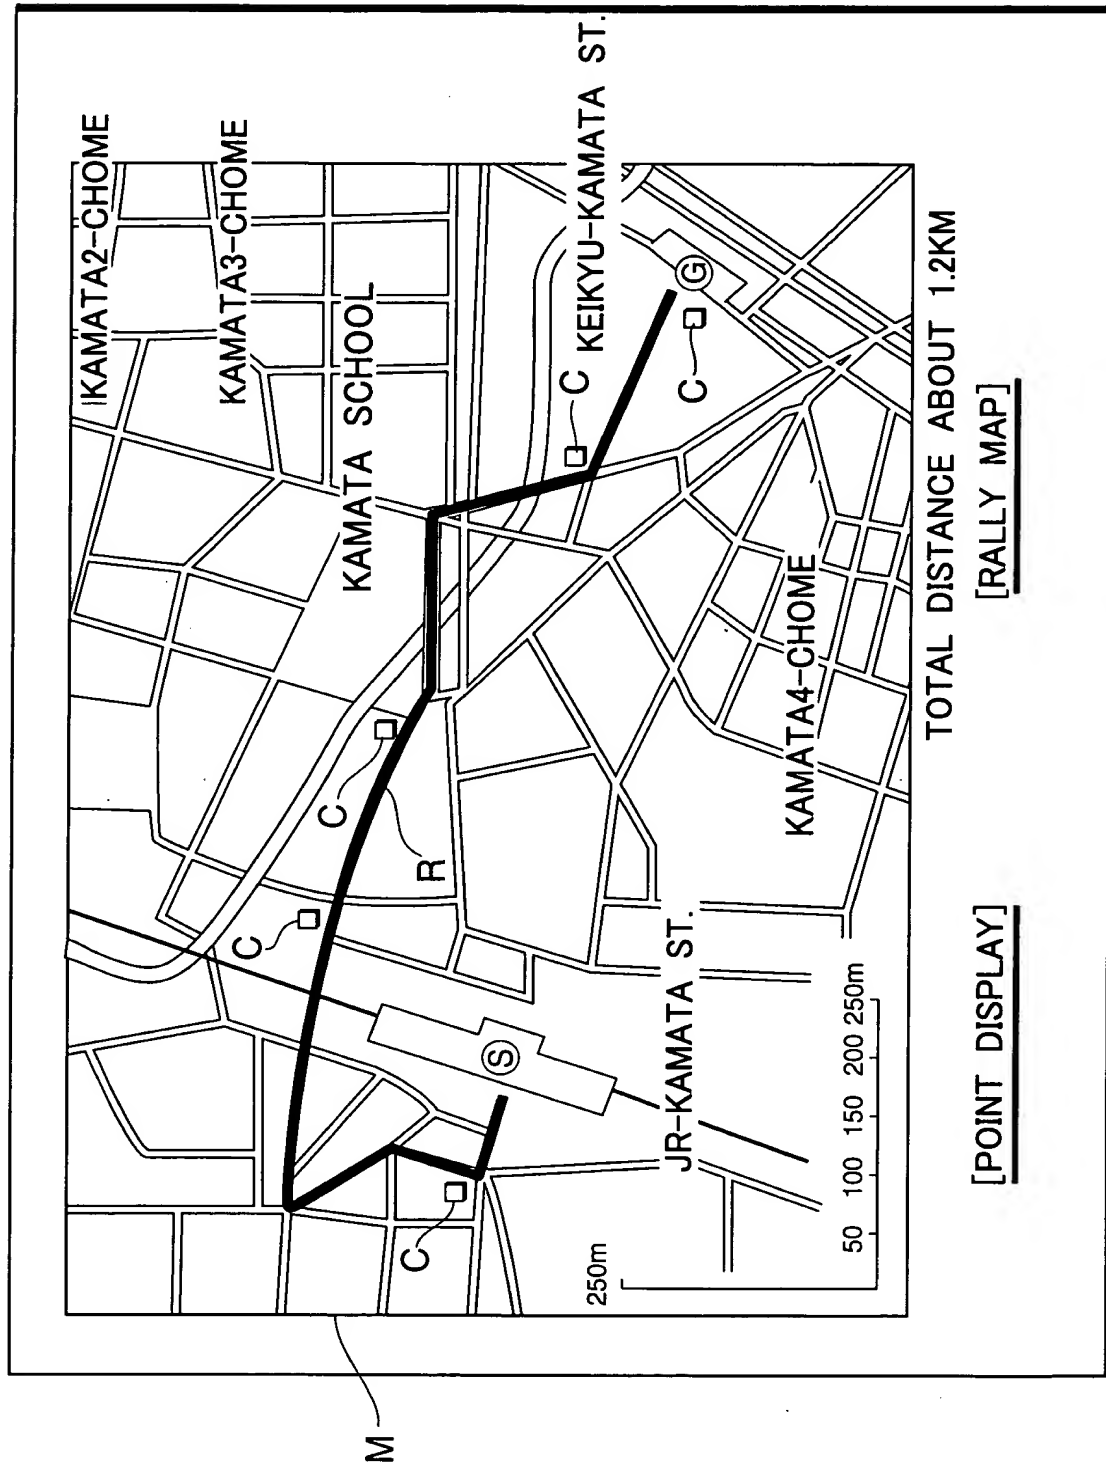 KAMATA2-CHOME
KAMATA3-CHOME
KAMATA SCHOOL
KEIKYU-KAMATA ST.
C
C
C
C
C
R
G
S
M
JR-KAMATA ST.
KAMATA4-CHOME
250m
50 100 150 200 250m
TOTAL DISTANCE ABOUT 1.2KM
[POINT DISPLAY]
[RALLY MAP]